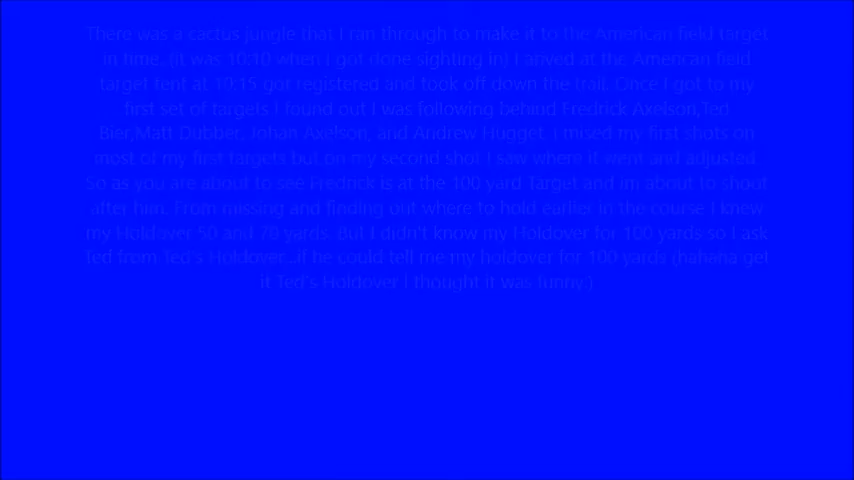 There was a cactus jungle that I ran through to make it to the American field target
in time. (It was 10:10 when I got done sighting in) I arived at the American field
target tent at 10:15 got registered and took off down the trail. Once I got to my
first set of targets I found out I was following behind Fredrick Axelson,Ted
Bier,Matt Dubber, Johan Axelson, and Andrew Hugget. I mised my first shots on
most of my first targets but on my second shot I saw where it went and adjusted.
So as you are about to see Fredrick is at the 100 yard Target and im about to shout
after him. From missing and finding out where to hold earlier in the course I knew
my Holdover 50 and 70 yards. But I didn't know my Holdover for 100 yards so I ask
Ted from Ted's Holdover...if he could tell me my holdover for 100 yards (hahaha get
it Ted's Holdover I thought it was funny.)